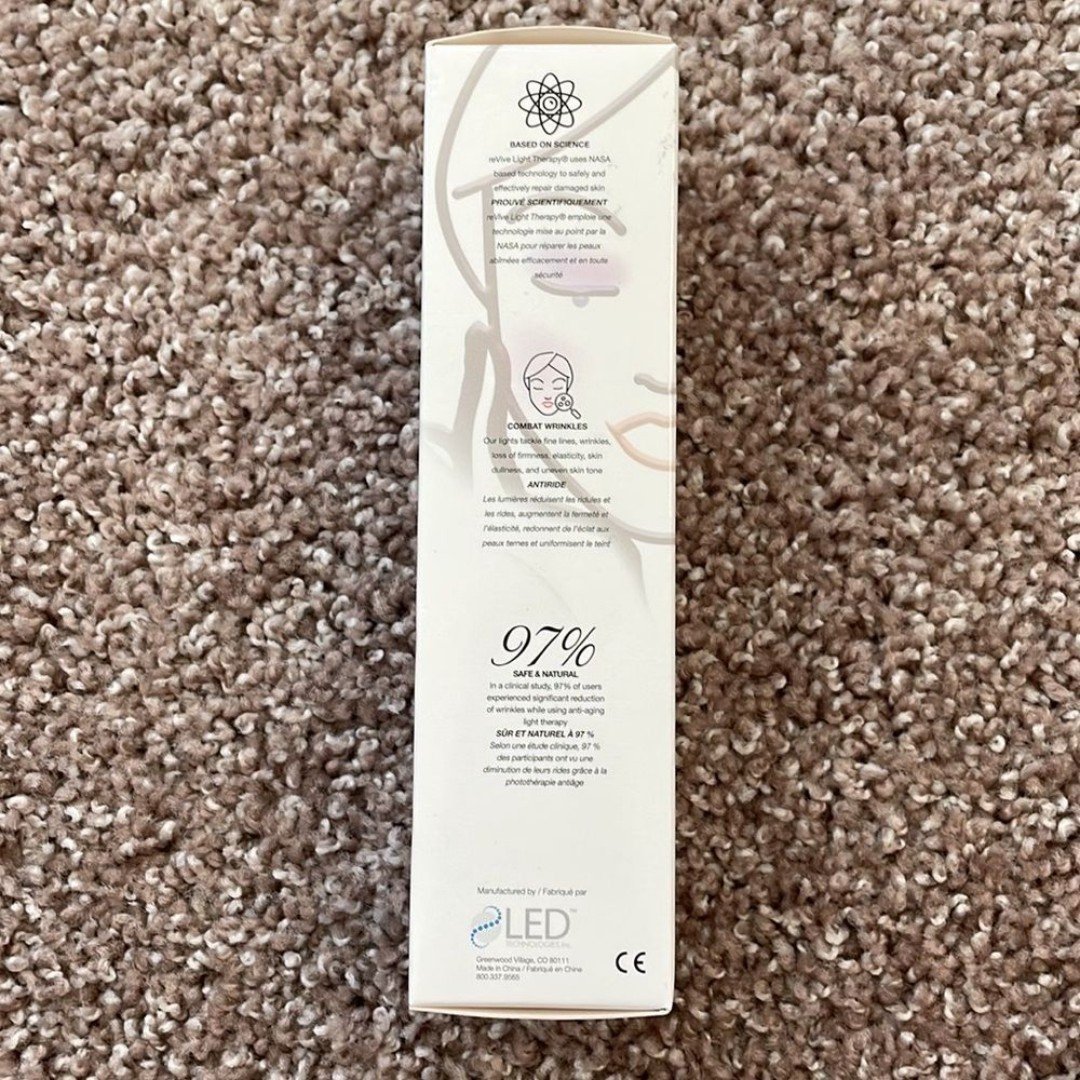 BASED ON SCIENCE
reVive Light Therapy® uses NASA
based technology to safely and
effectively repair damaged skin
PROUVÉ SCIENTIFIQUEMENT
reVive Light Therapy® emploie une
technologie mise au point par la
NASA pour réparer les peaux
abîmées efficacement et en toute
sécurité
COMBAT WRINKLES
Our lights tackle fine lines, wrinkles,
loss of firmness, elasticity, skin
dullness, and uneven skin tone
ANTIRIDE
Les lumières réduisent les ridules et
les rides, augmentent la fermeté et
l'élasticité, redonnent de l'éclat aux
peaux ternes et uniformisent le teint
97%
SAFE & NATURAL
In a clinical study, 97% of users
experienced significant reduction
of wrinkles while using anti-aging
light therapy
SÛR ET NATUREL À 97 %
Selon une étude clinique, 97 %
des participants ont vu une
diminution de leurs rides grâce à la
photothérapie antiâge
Manufactured by / Fabriqué par
LED™
TECHNOLOGIES, Inc.
Greenwood Village, CO 80111
Made in China / Fabriqué en Chine
800.337.9565
CE